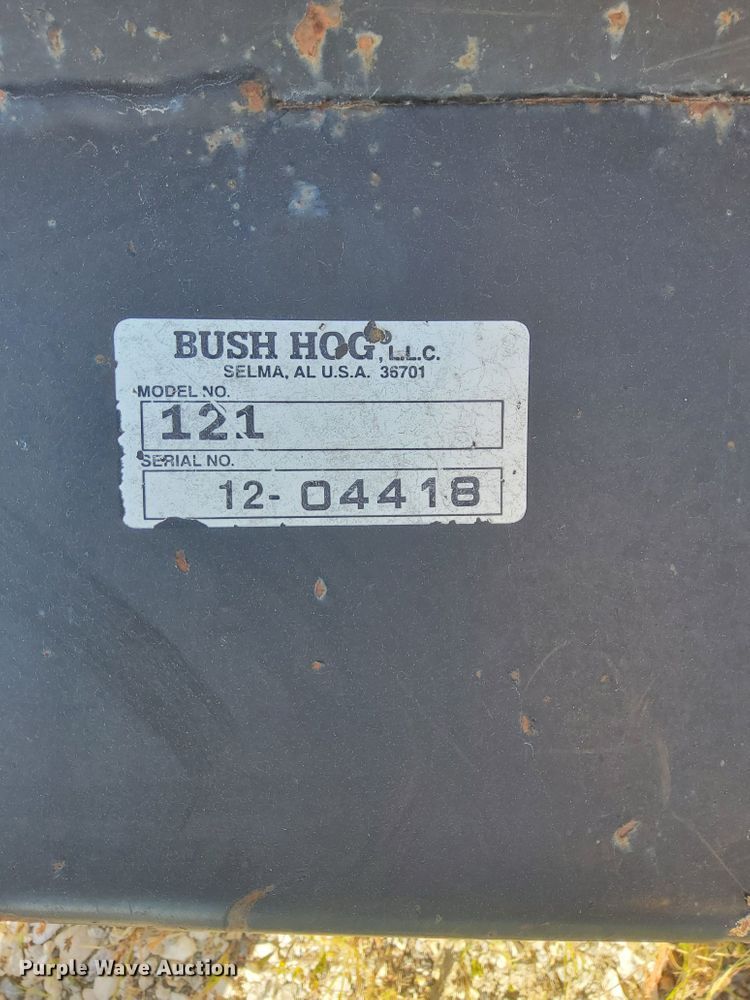 BUSH HOG®, L.L.C.
SELMA, AL U.S.A. 36701
MODEL NO.
121
SERIAL NO.
12-04418
Purple Wave Auction